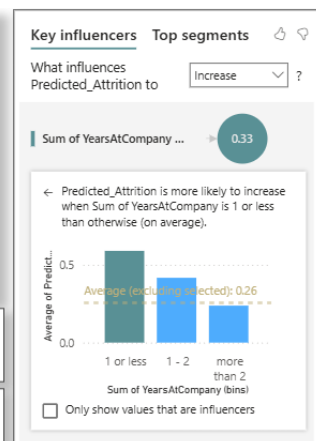 Key influencers Top segments
What influences
Predicted_Attrition to
Increase
?
Sum of YearsAtCompany ...
0.33
← Predicted_Attrition is more likely to increase
when Sum of YearsAtCompany is 1 or less
than otherwise (on average).
Average of Predict...
0.5
Average (excluding selected): 0.26
0.0
1 or less
1 - 2
more
than 2
Sum of YearsAtCompany (bins)
Only show values that are influencers